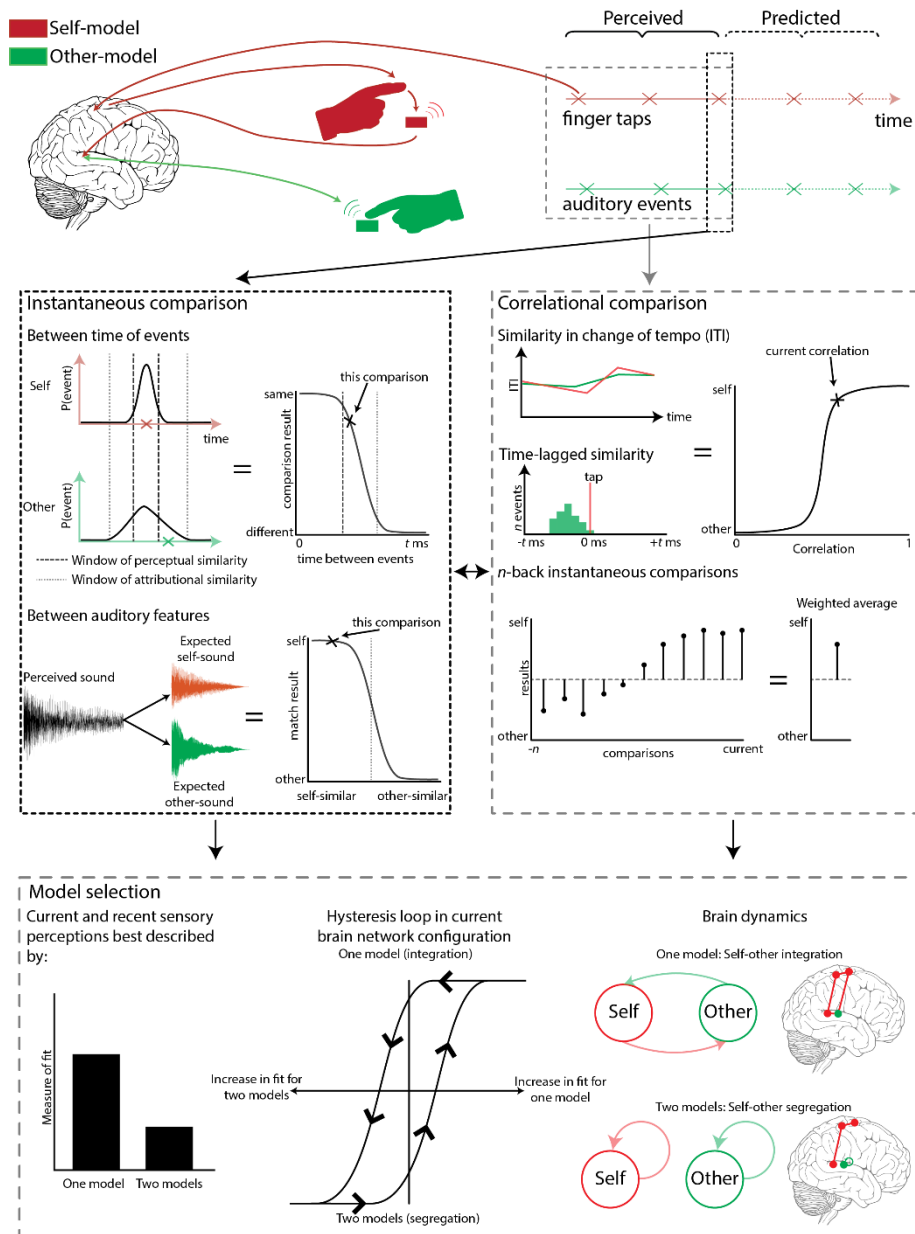 Self-model
Other-model
Perceived
Predicted
finger taps
time
auditory events
Instantaneous comparison
Between time of events
Self
P(event)
time
Other
P(event)
Window of perceptual similarity
Window of attributional similarity
=
same
comparison result
different
this comparison
0
t ms
time between events
Between auditory features
Perceived sound
Expected
self-sound
Expected
other-sound
=
self
match result
other
this comparison
self-similar
other-similar
Correlational comparison
Similarity in change of tempo (ITI)
ITI
time
Time-lagged similarity
tap
n events
-t ms
0 ms
+t ms
=
current correlation
self
other
0
1
Correlation
n-back instantaneous comparisons
self
results
other
-n
comparisons
current
=
Weighted average
self
other
Model selection
Current and recent sensory
perceptions best described
by:
Measure of fit
One model
Two models
Hysteresis loop in current
brain network configuration
One model (integration)
Increase in fit for
two models
Increase in fit for
one model
Two models (segregation)
Brain dynamics
One model: Self-other integration
Self
Other
Two models: Self-other segregation
Self
Other